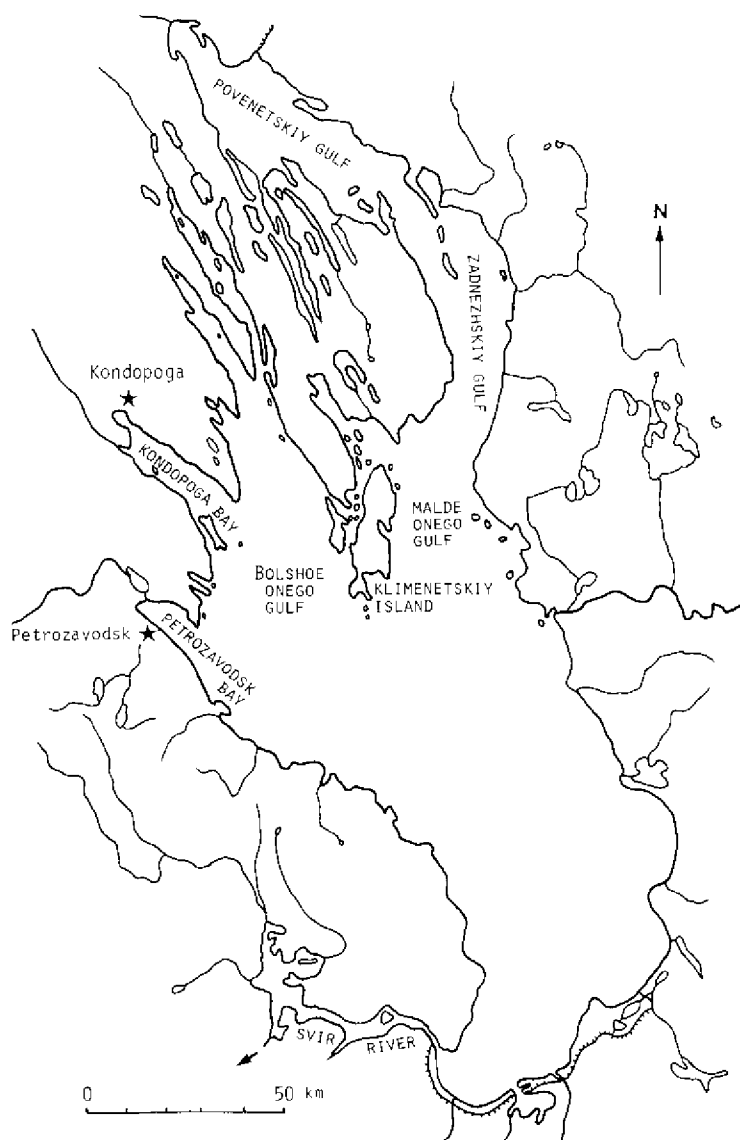 POVENETSKIY GULF
N
ZADNEZHSKIY GULF
Kondopoga
KONDOPOGA BAY
MALDE
ONEGO
GULF
BOLSHOE
ONEGO
GULF
KLIMENETSKIY
ISLAND
Petrozavodsk
PETROZAVODSK
BAY
SVIR RIVER
0 50 km